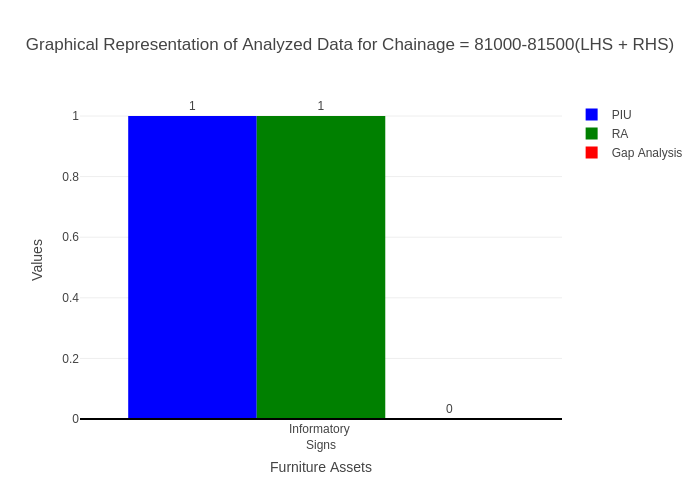 Graphical Representation of Analyzed Data for Chainage = 81000-81500(LHS + RHS)
1
1
0
1
0.8
0.6
0.4
0.2
0
Values
Informatory
Signs
Furniture Assets
PIU
RA
Gap Analysis